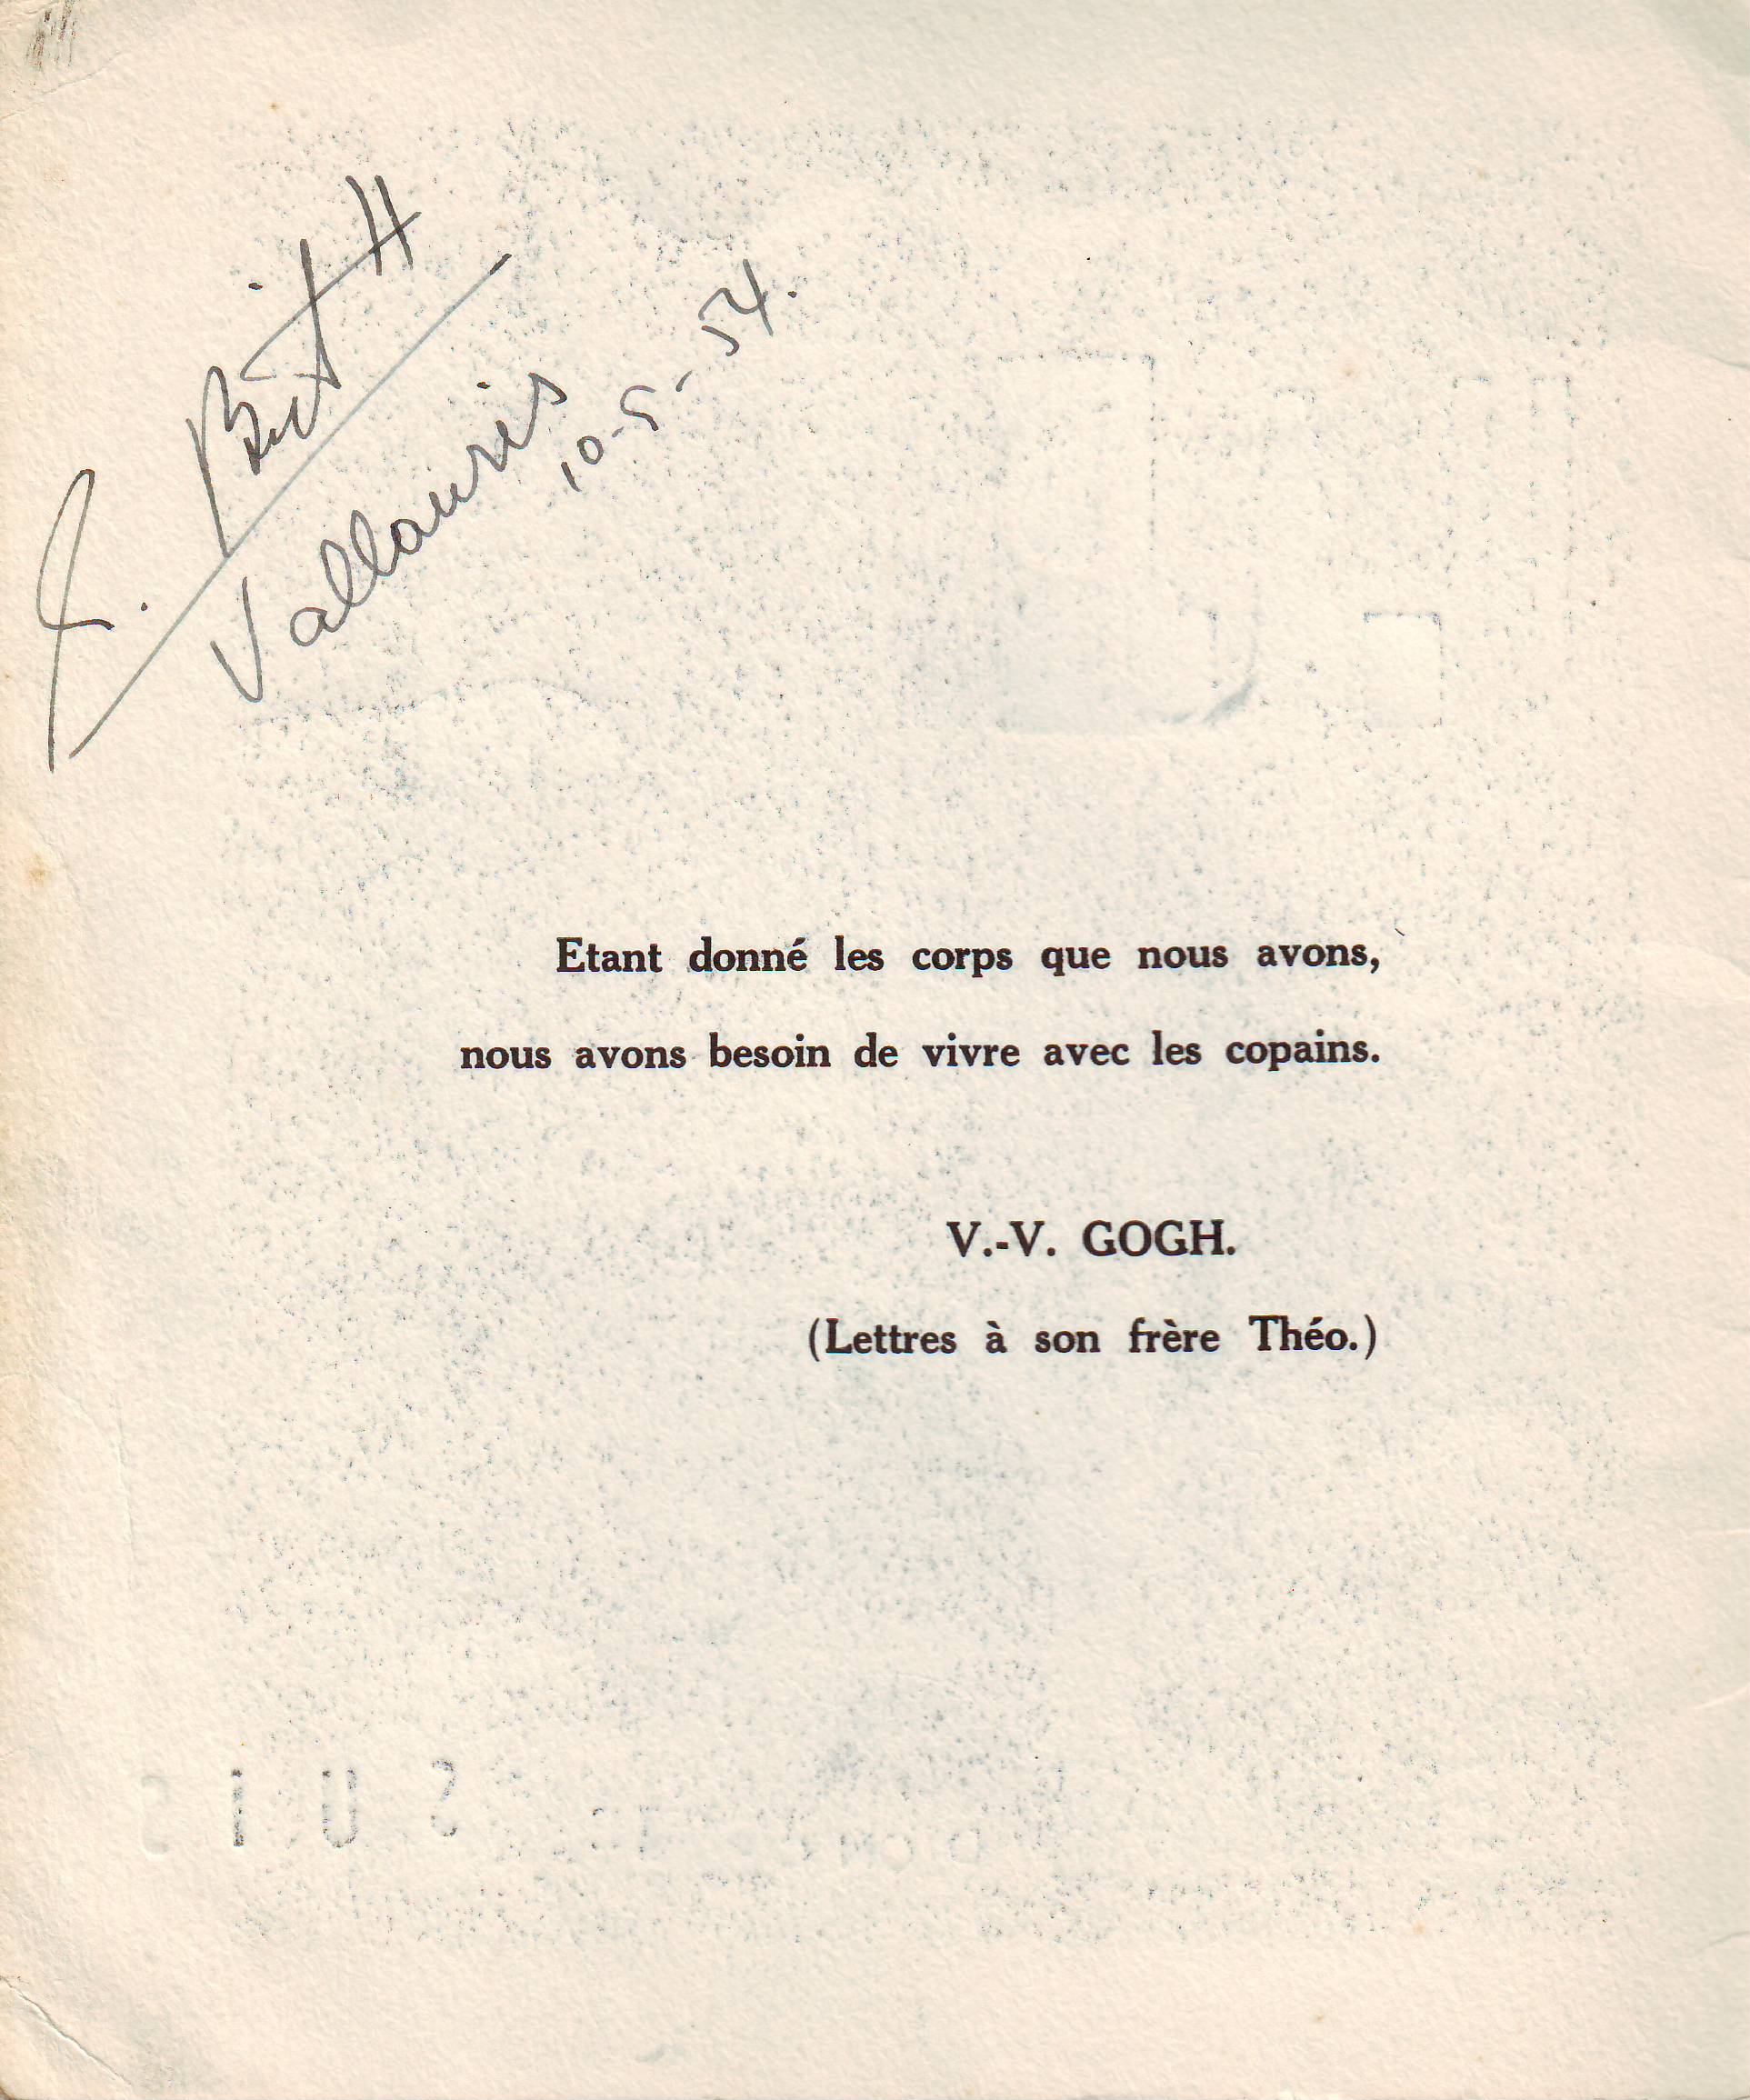 Vallauris
10-5-54.
Etant donné les corps que nous avons,
nous avons besoin de vivre avec les copains.
V.-V. GOGH.
(Lettres à son frère Théo.)